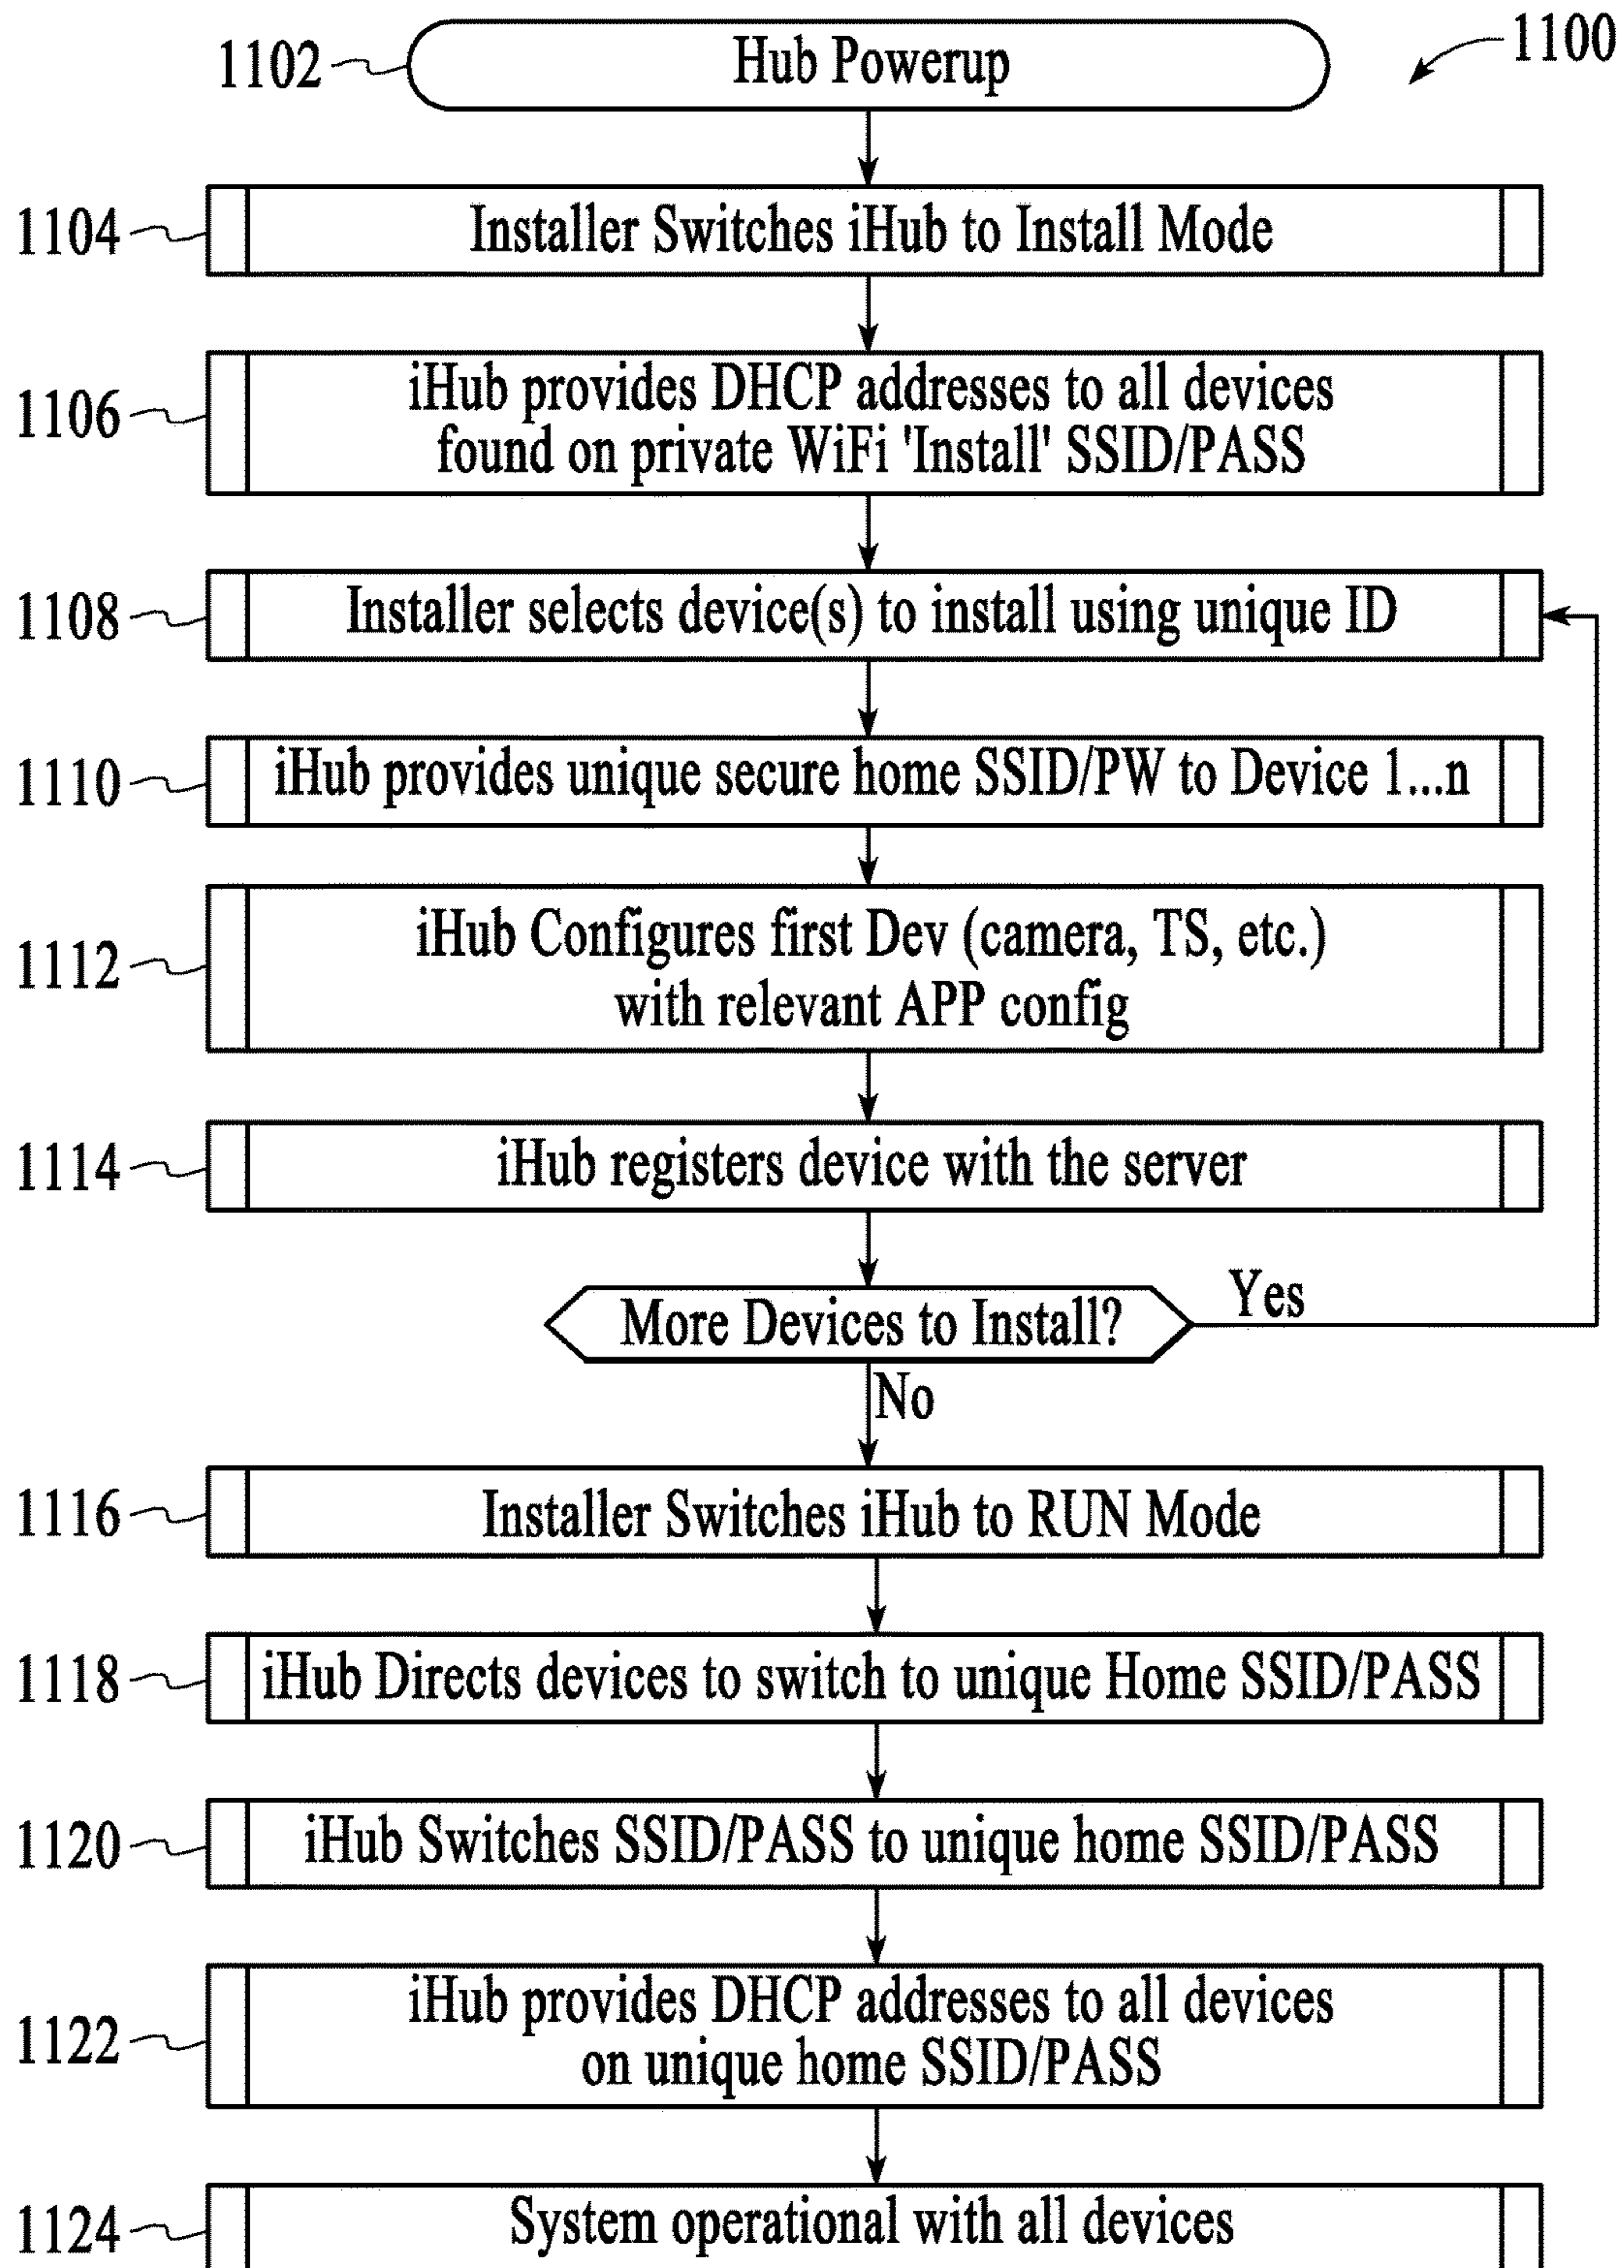 1100
1102 Hub Powerup
1104 Installer Switches iHub to Install Mode
1106 iHub provides DHCP addresses to all devices
found on private WiFi 'Install' SSID/PASS
1108 Installer selects device(s) to install using unique ID
1110 iHub provides unique secure home SSID/PW to Device 1...n
1112 iHub Configures first Dev (camera, TS, etc.)
with relevant APP config
1114 iHub registers device with the server
More Devices to Install?
Yes
No
1116 Installer Switches iHub to RUN Mode
1118 iHub Directs devices to switch to unique Home SSID/PASS
1120 iHub Switches SSID/PASS to unique home SSID/PASS
1122 iHub provides DHCP addresses to all devices
on unique home SSID/PASS
1124 System operational with all devices